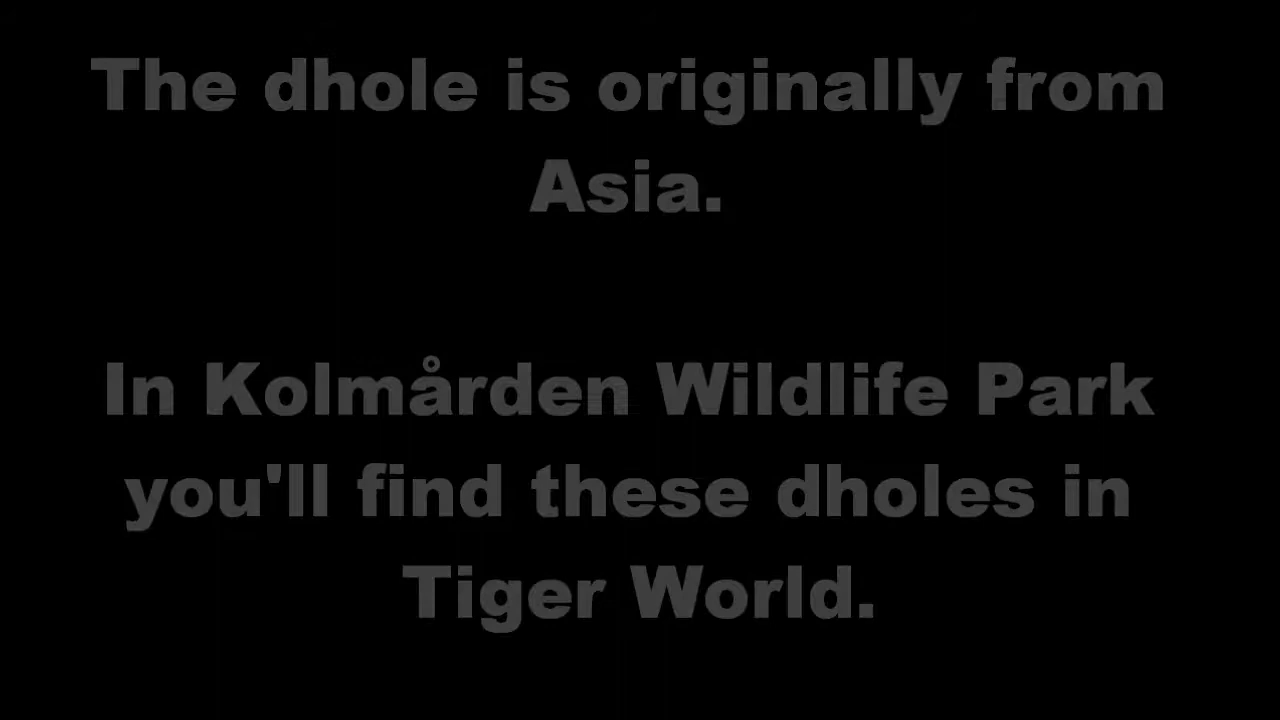 The dhole is originally from
Asia.
In Kolmården Wildlife Park
you'll find these dholes in
Tiger World.